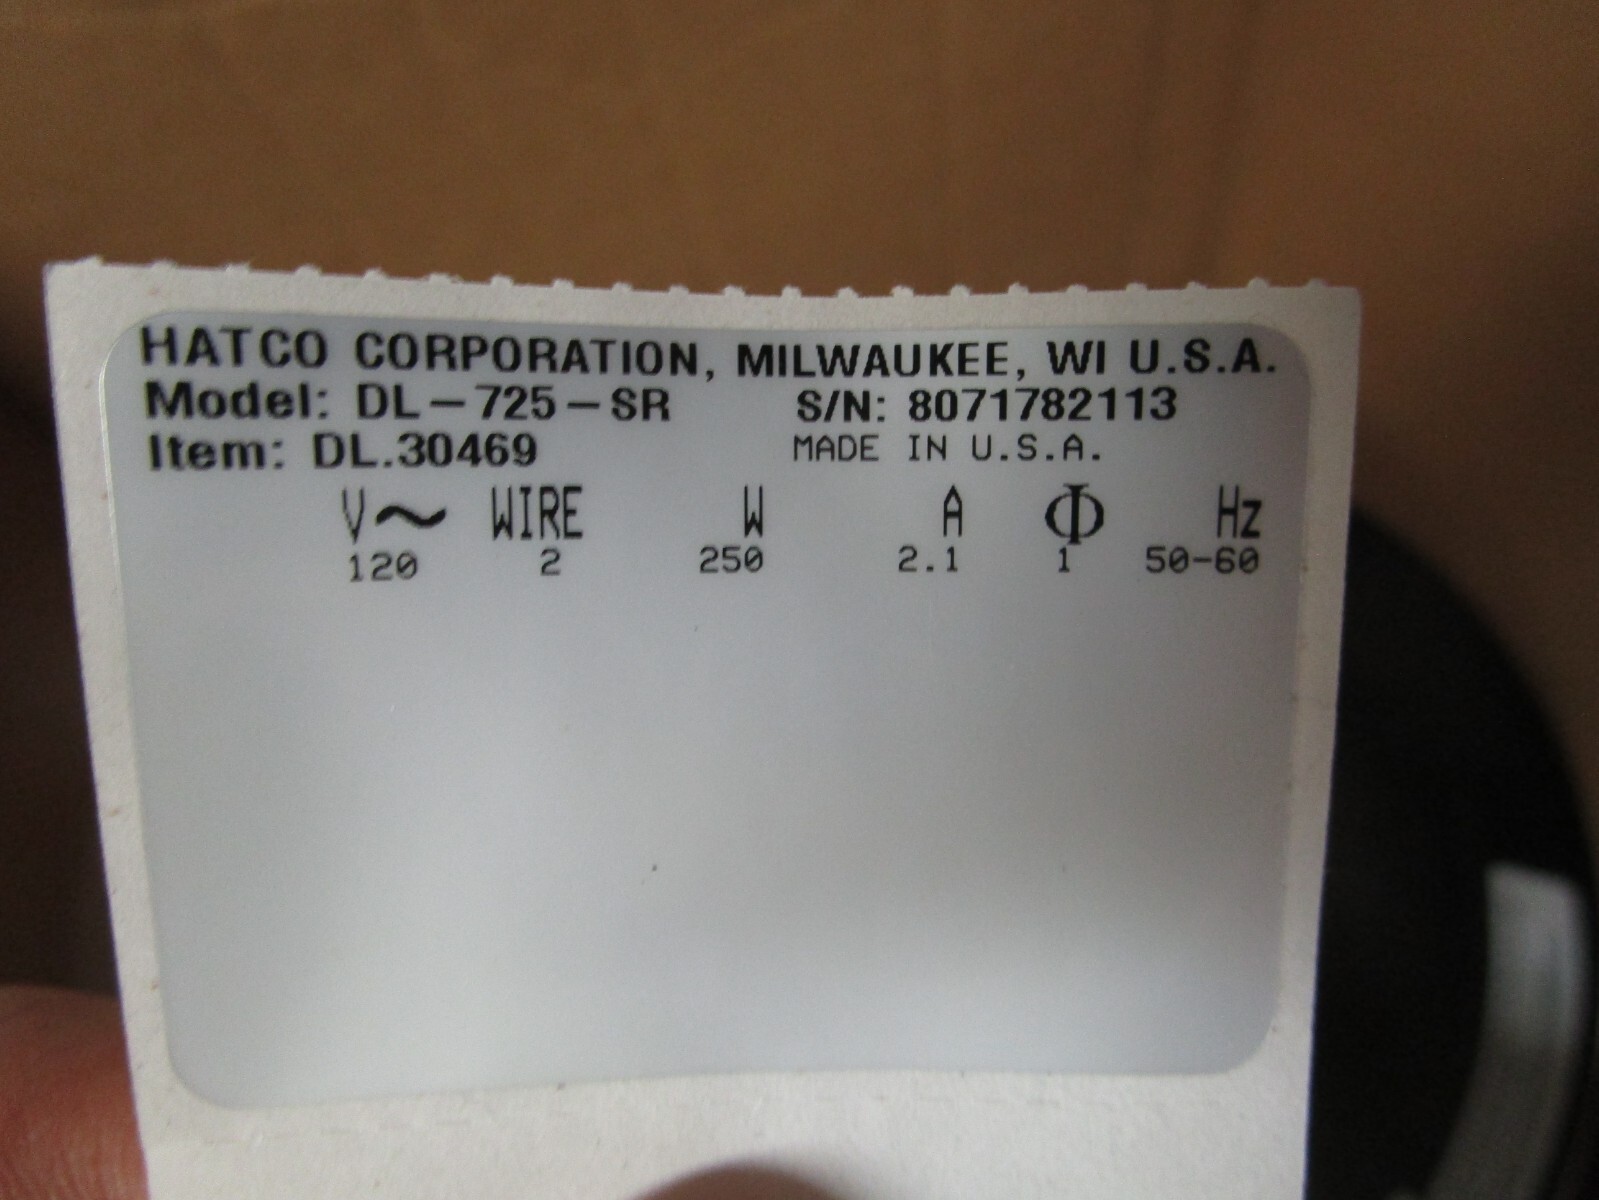 HATCO CORPORATION, MILWAUKEE, WI U.S.A.
Model: DL-725-SR S/N: 8071782113
Item: DL.30469 MADE IN U.S.A.
V~ WIRE W A Φ Hz
120 2 250 2.1 1 50-60